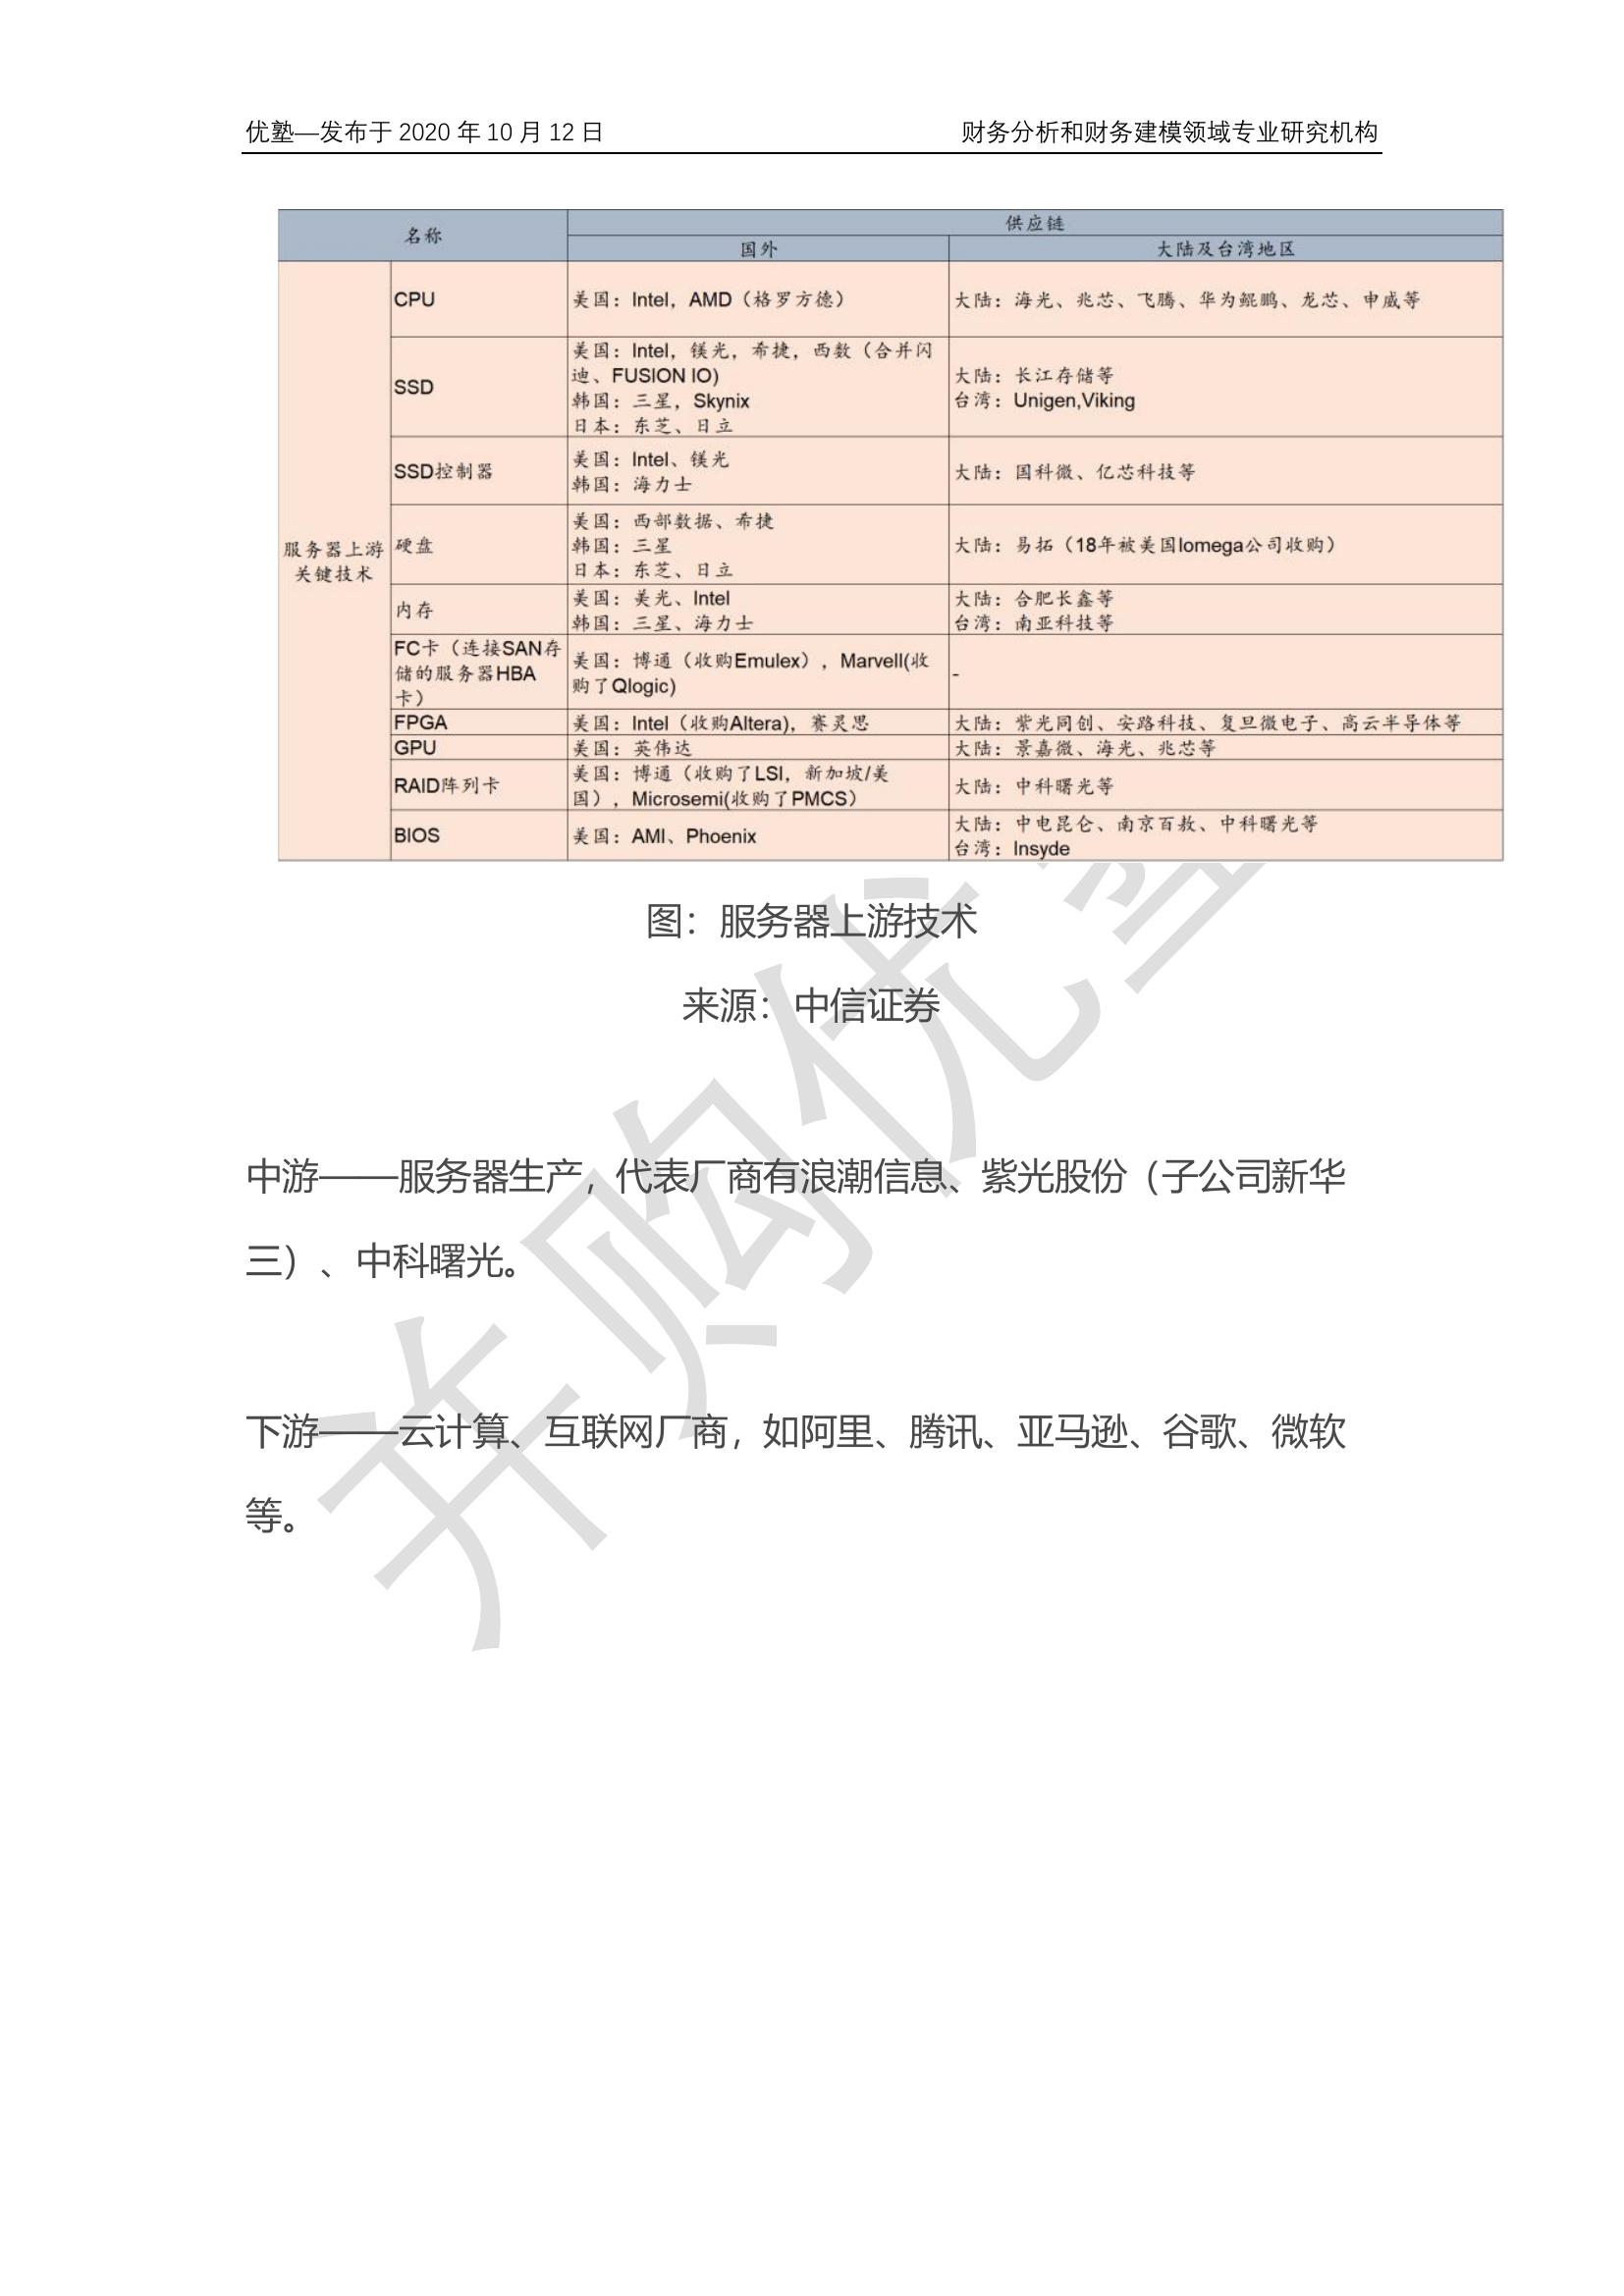 优塾—发布于 2020 年 10 月 12 日 财务分析和财务建模领域专业研究机构
名称 供应链
国外 大陆及台湾地区
服务器上游
关键技术
CPU 美国：Intel，AMD（格罗方德） 大陆：海光、兆芯、飞腾、华为鲲鹏、龙芯、申威等
SSD
美国：Intel，镁光，希捷，西数（合并闪
迪、FUSION IO)
韩国：三星，Skynix
日本：东芝、日立
大陆：长江存储等
台湾：Unigen,Viking
SSD控制器
美国：Intel、镁光
韩国：海力士
大陆：国科微、亿芯科技等
硬盘
美国：西部数据、希捷
韩国：三星
日本：东芝、日立
大陆：易拓（18年被美国Iomega公司收购）
内存
美国：美光、Intel
韩国：三星、海力士
大陆：合肥长鑫等
台湾：南亚科技等
FC卡（连接SAN存
储的服务器HBA
卡）
美国：博通（收购Emulex），Marvell(收
购了Qlogic)
-
FPGA 美国：Intel（收购Altera)，赛灵思 大陆：紫光同创、安路科技、复旦微电子、高云半导体等
GPU 美国：英伟达 大陆：景嘉微、海光、兆芯等
RAID阵列卡
美国：博通（收购了LSI，新加坡/美
国），Microsemi(收购了PMCS）
大陆：中科曙光等
BIOS 美国：AMI、Phoenix
大陆：中电昆仑、南京百敖、中科曙光等
台湾：Insyde
图：服务器上游技术
来源：中信证券
中游——服务器生产，代表厂商有浪潮信息、紫光股份（子公司新华
三）、中科曙光。
下游——云计算、互联网厂商，如阿里、腾讯、亚马逊、谷歌、微软
等。
并购优塾